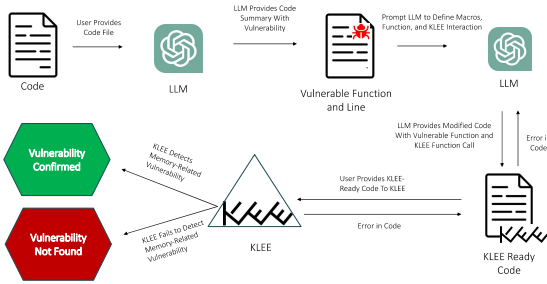 User Provides
Code File
Code
LLM
LLM Provides Code
Summary With
Vulnerability
Vulnerable Function
and Line
Prompt LLM to Define Macros,
Function, and KLEE Interaction
LLM
LLM Provides Modified Code
With Vulnerable Function and
KLEE Function Call
Error i
Code
KLEE Ready
Code
User Provides KLEE-
Ready Code To KLEE
Error in Code
KLEE
KLEE
KLEE Detects
Memory-Related
Vulnerability
KLEE Fails to Detect
Memory-Related
Vulnerability
Vulnerability
Confirmed
Vulnerability
Not Found